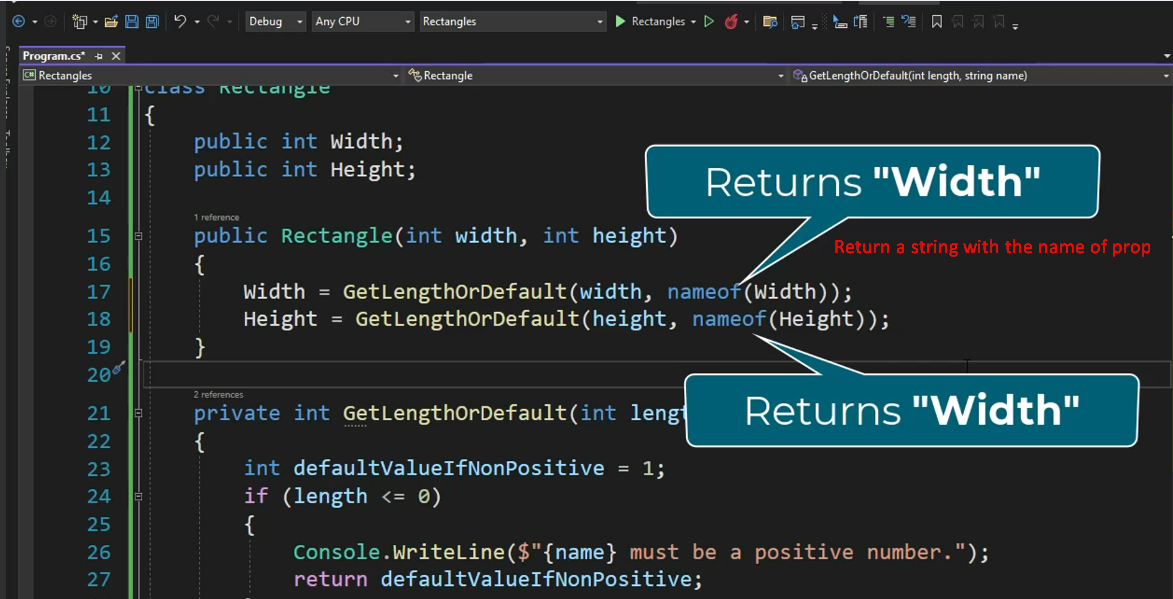 Debug Any CPU Rectangles Rectangles
Program.cs*
Rectangles Rectangle GetLengthOrDefault(int length, string name)
10 class Rectangle
11 {
12 public int Width;
13 public int Height;
14
1 reference
15 public Rectangle(int width, int height)
16 {
17 Width = GetLengthOrDefault(width, nameof(Width));
18 Height = GetLengthOrDefault(height, nameof(Height));
19 }
20
2 references
21 private int GetLengthOrDefault(int lengt
22 {
23 int defaultValueIfNonPositive = 1;
24 if (length <= 0)
25 {
26 Console.WriteLine($"{name} must be a positive number.");
27 return defaultValueIfNonPositive;
Returns "Width"
Return a string with the name of prop
Returns "Width"